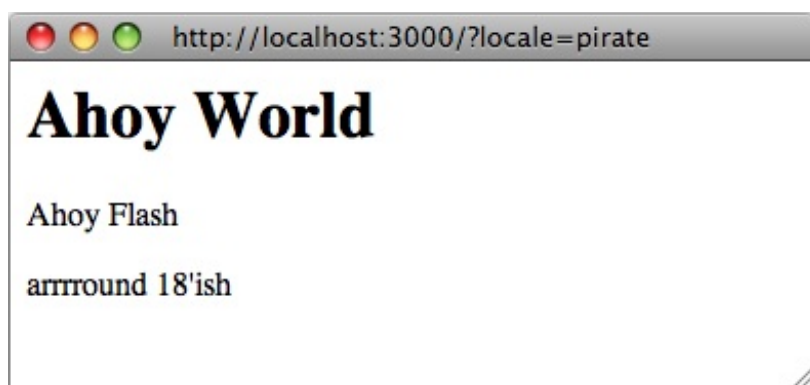 http://localhost:3000/?locale=pirate
Ahoy World
Ahoy Flash
arrrround 18'ish